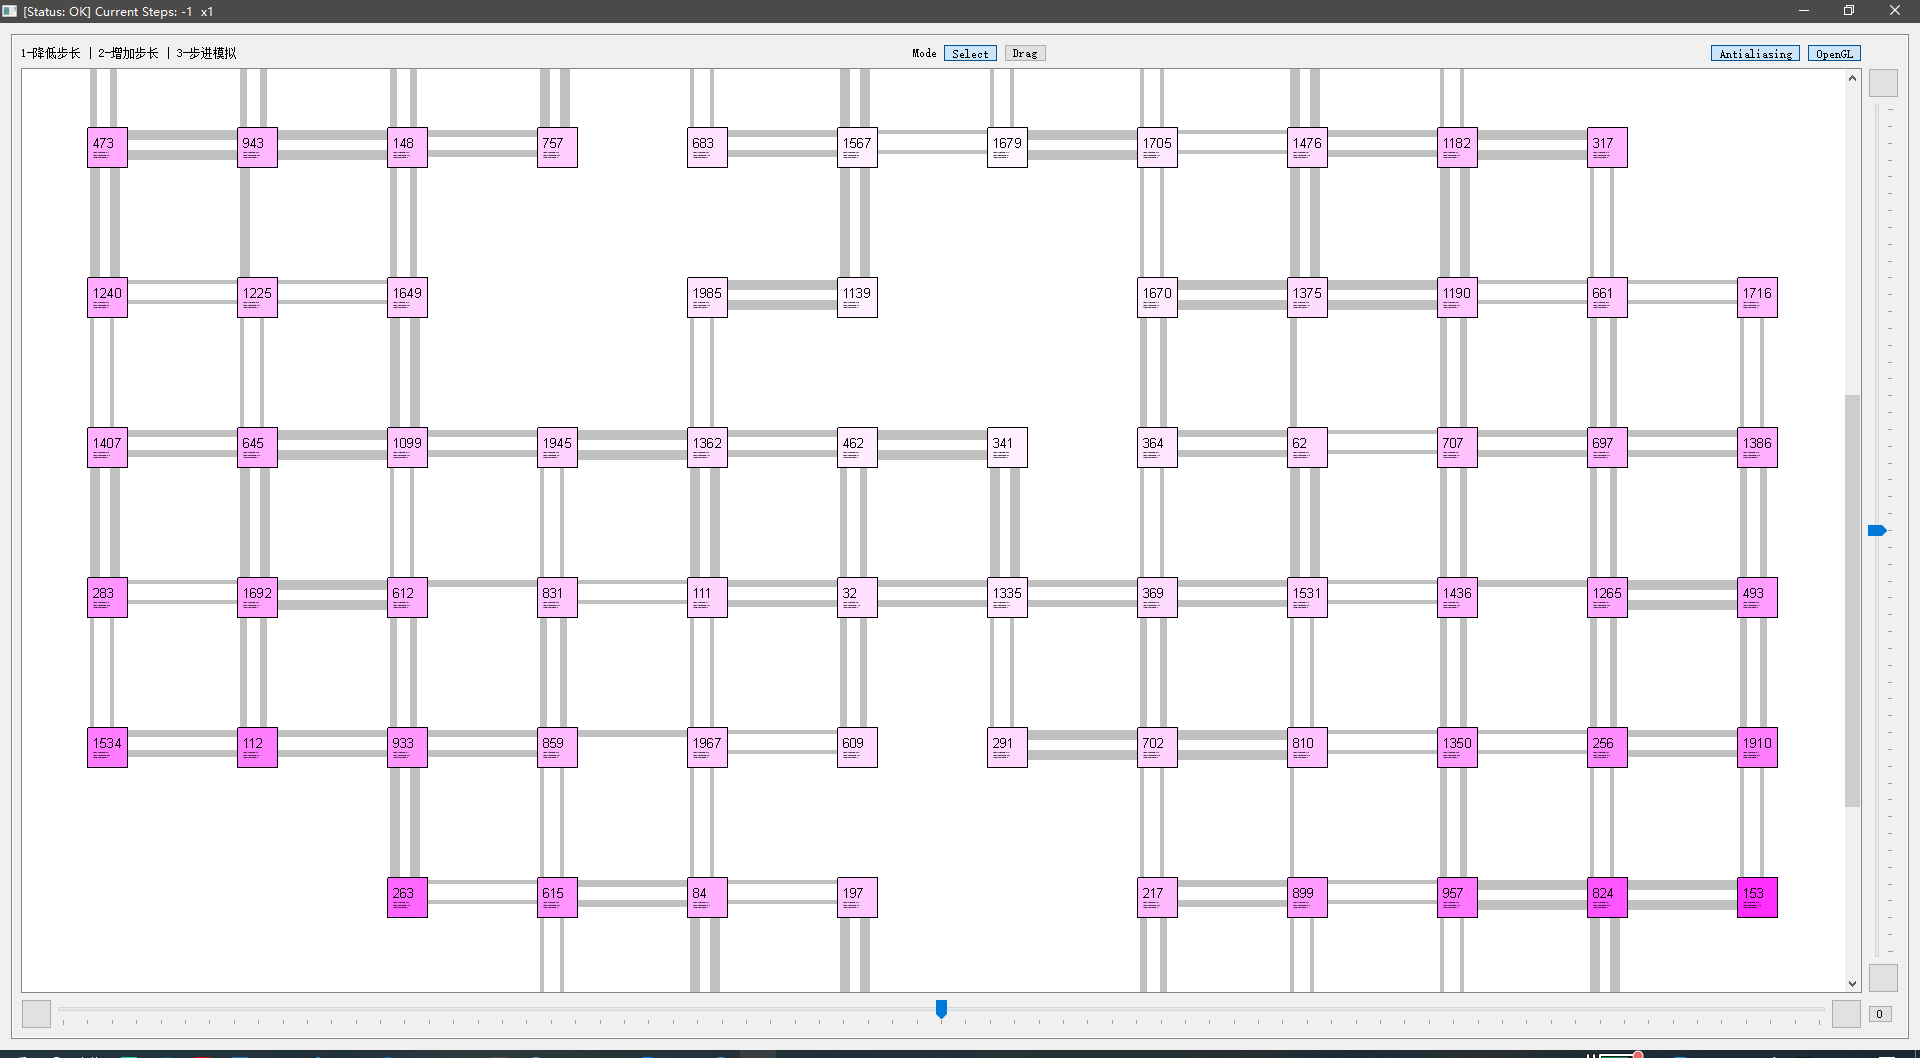 [Status: OK] Current Steps: -1 x1
1-降低步长 | 2-增加步长 | 3-步进模拟 Mode Select Drag Antialiasing OpenGL
473 943 148 757 683 1567 1679 1705 1476 1182 317
1240 1225 1649 1985 1139 1670 1375 1190 661 1716
1407 645 1099 1945 1362 462 341 364 62 707 697 1386
283 1692 612 831 111 32 1335 369 1531 1436 1265 493
1534 112 933 859 1967 609 291 702 810 1350 256 1910
263 615 84 197 217 899 957 824 153
0